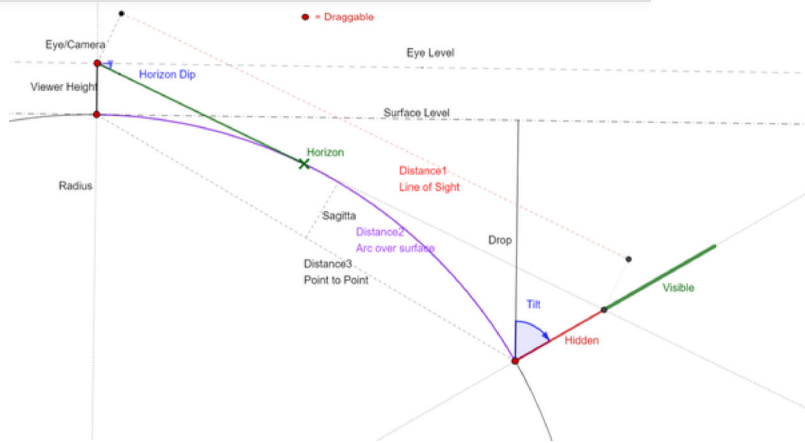 = Draggable
Eye/Camera
Eye Level
Horizon Dip
Viewer Height
Surface Level
Horizon
Distance1
Line of Sight
Radius
Sagitta
Distance2
Arc over surface
Drop
Distance3
Point to Point
Visible
Tilt
Hidden